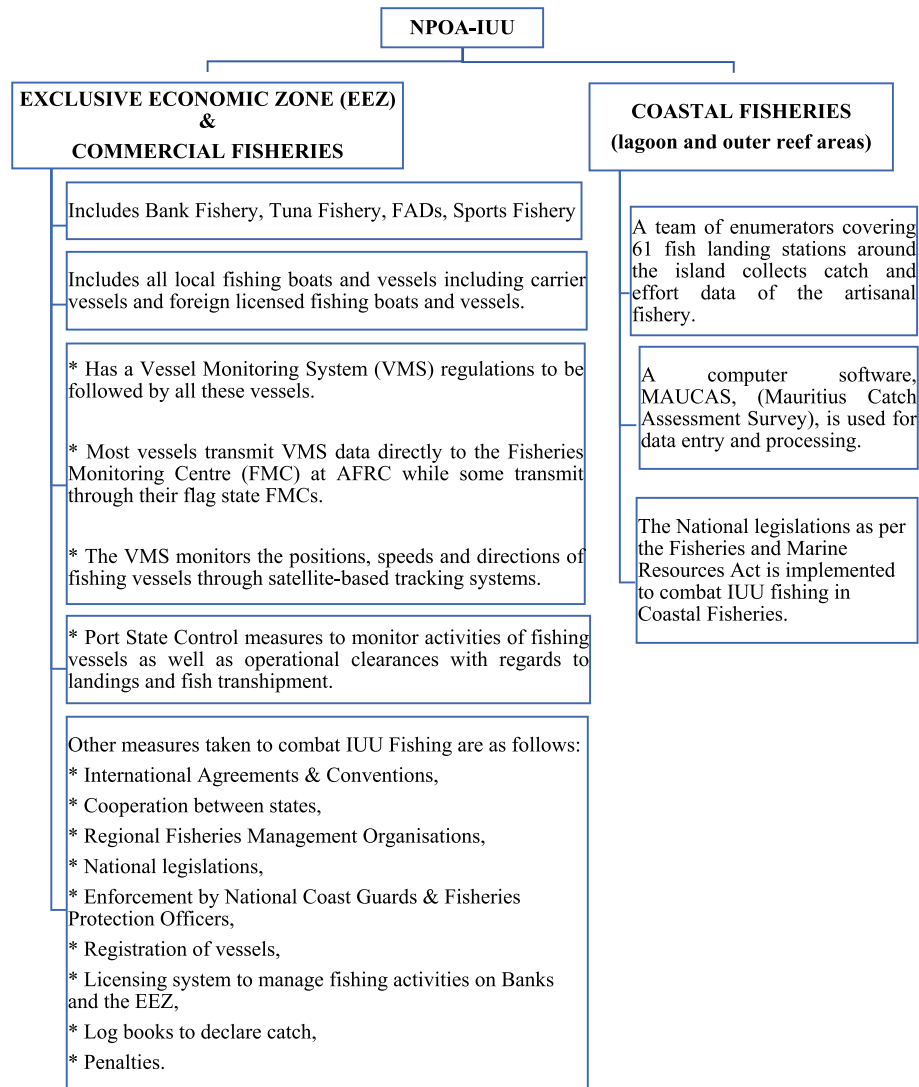 NPOA-IUU
EXCLUSIVE ECONOMIC ZONE (EEZ)
&
COMMERCIAL FISHERIES
Includes Bank Fishery, Tuna Fishery, FADs, Sports Fishery
Includes all local fishing boats and vessels including carrier
vessels and foreign licensed fishing boats and vessels.
* Has a Vessel Monitoring System (VMS) regulations to be
followed by all these vessels.
* Most vessels transmit VMS data directly to the Fisheries
Monitoring Centre (FMC) at AFRC while some transmit
through their flag state FMCs.
* The VMS monitors the positions, speeds and directions of
fishing vessels through satellite-based tracking systems.
* Port State Control measures to monitor activities of fishing
vessels as well as operational clearances with regards to
landings and fish transhipment.
Other measures taken to combat IUU Fishing are as follows:
* International Agreements & Conventions,
* Cooperation between states,
* Regional Fisheries Management Organisations,
* National legislations,
* Enforcement by National Coast Guards & Fisheries
Protection Officers,
* Registration of vessels,
* Licensing system to manage fishing activities on Banks
and the EEZ,
* Log books to declare catch,
* Penalties.
COASTAL FISHERIES
(lagoon and outer reef areas)
A team of enumerators covering
61 fish landing stations around
the island collects catch and
effort data of the artisanal
fishery.
A computer software,
MAUCAS, (Mauritius Catch
Assessment Survey), is used for
data entry and processing.
The National legislations as per
the Fisheries and Marine
Resources Act is implemented
to combat IUU fishing in
Coastal Fisheries.